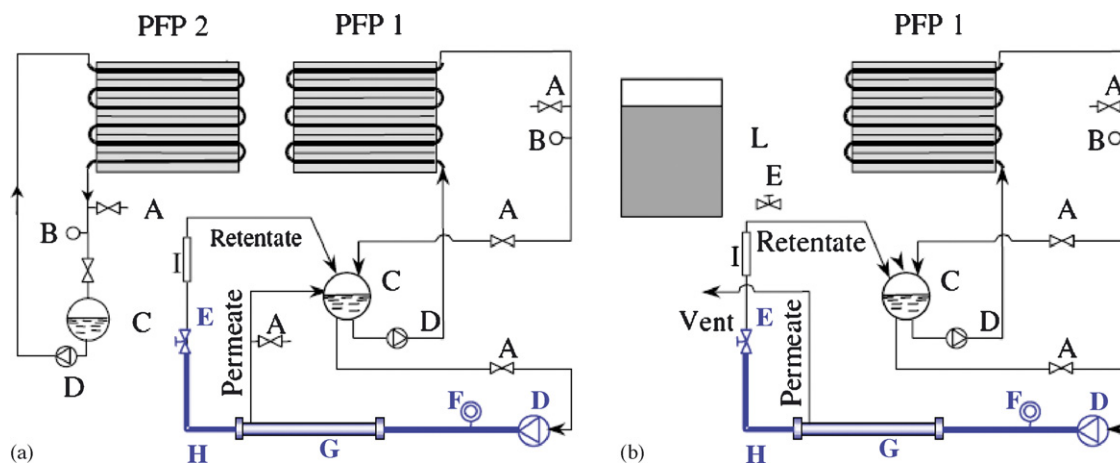 PFP 2
PFP 1
A
B
A
B
A
I
Retentate
C
C
E
Permeate
A
D
D
A
F
D
H
G
(a)
PFP 1
A
B
L
E
A
I
Retentate
C
Vent
E
Permeate
D
A
F
D
H
G
(b)